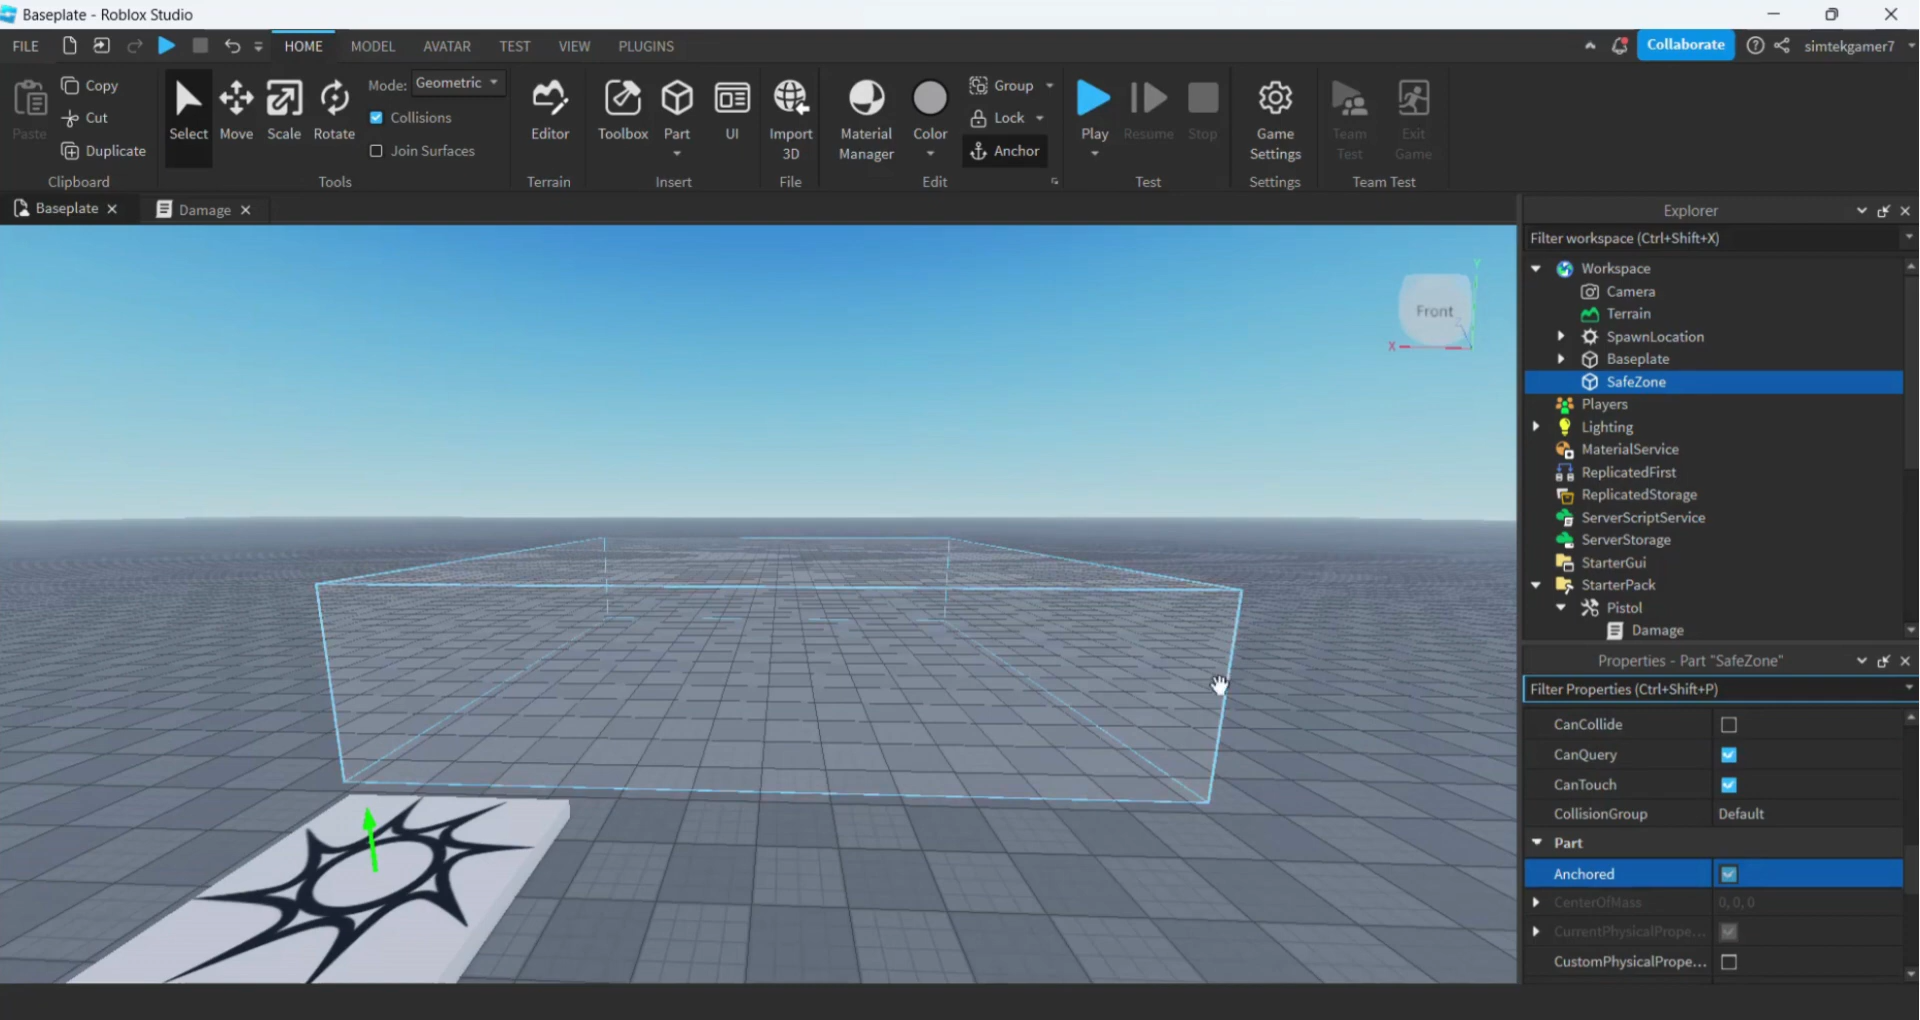 Baseplate - Roblox Studio
FILE HOME MODEL AVATAR TEST VIEW PLUGINS Collaborate simtekgamer7
Paste Copy Cut Duplicate Clipboard
Select Move Scale Rotate Mode: Geometric
Collisions
Join Surfaces
Tools
Editor
Terrain
Toolbox Part UI
Insert
Import
3D
File
Material
Manager
Color
Group
Lock
Anchor
Edit
Play Resume Stop
Test
Game
Settings
Settings
Team
Test
Exit
Game
Team Test
Baseplate Damage
Front
X
Y
Z
Explorer
Filter workspace (Ctrl+Shift+X)
Workspace
Camera
Terrain
SpawnLocation
Baseplate
SafeZone
Players
Lighting
MaterialService
ReplicatedFirst
ReplicatedStorage
ServerScriptService
ServerStorage
StarterGui
StarterPack
Pistol
Damage
Properties - Part "SafeZone"
Filter Properties (Ctrl+Shift+P)
CanCollide
CanQuery
CanTouch
CollisionGroup Default
Part
Anchored
CenterOfMass 0, 0, 0
CurrentPhysicalPrope...
CustomPhysicalPrope...